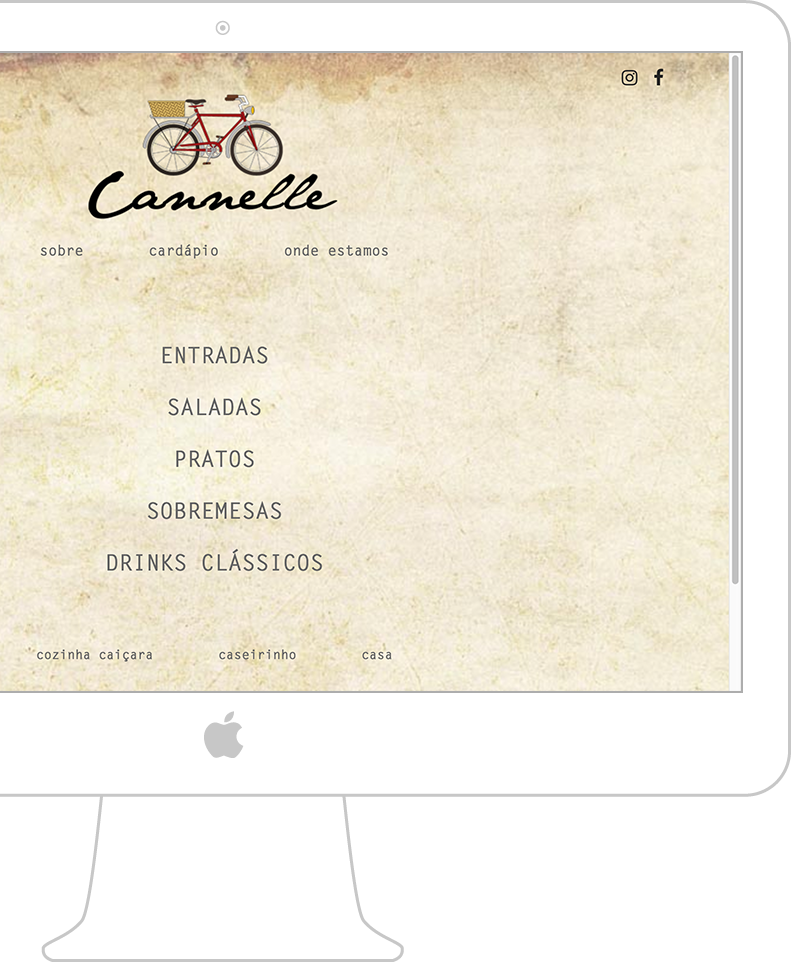 Cannelle
sobre cardápio onde estamos
ENTRADAS
SALADAS
PRATOS
SOBREMESAS
DRINKS CLÁSSICOS
cozinha caiçara caseirinho casa